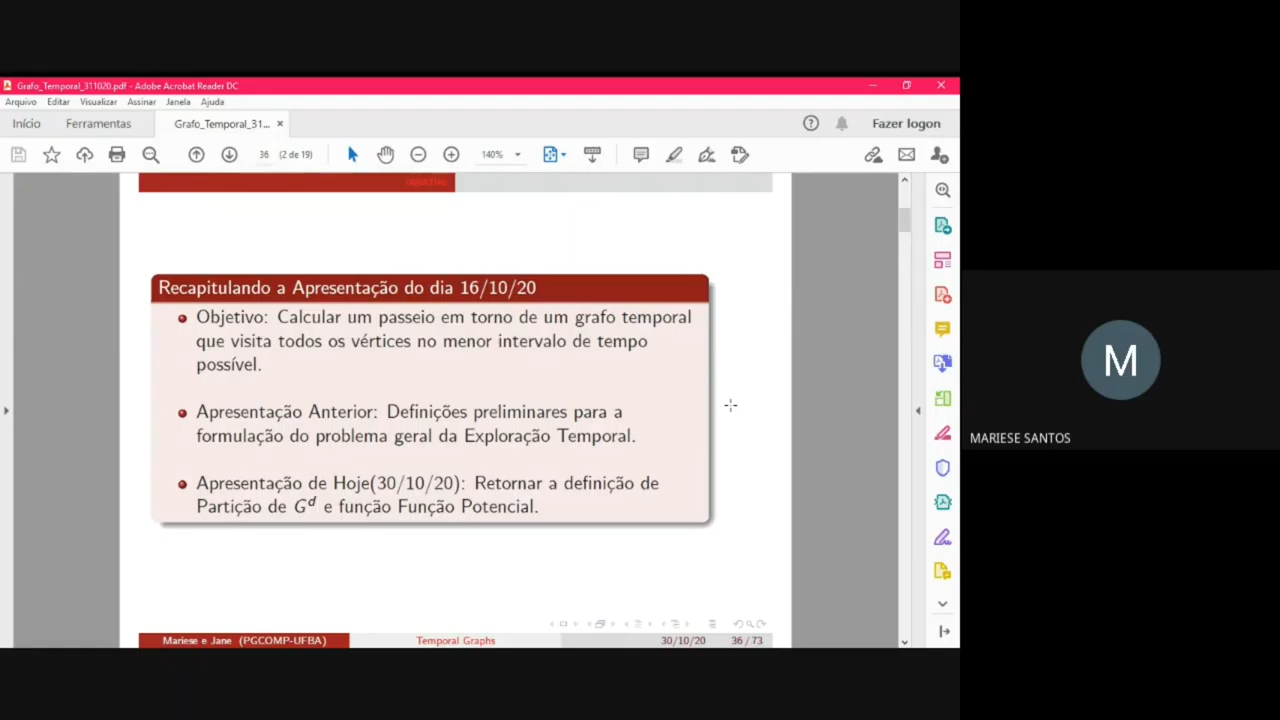 Grafo_Temporal_311020.pdf - Adobe Acrobat Reader DC
Arquivo Editar Visualizar Assinar Janela Ajuda
Início Ferramentas Grafo_Temporal_31... × Fazer logon
36 (2 de 19) 140%
Recapitulando a Apresentação do dia 16/10/20
Objetivo: Calcular um passeio em torno de um grafo temporal
que visita todos os vértices no menor intervalo de tempo
possível.
Apresentação Anterior: Definições preliminares para a
formulação do problema geral da Exploração Temporal.
Apresentação de Hoje(30/10/20): Retornar a definição de
Partição de G^d e função Função Potencial.
Mariese e Jane (PGCOMP-UFBA) Temporal Graphs 30/10/20 36 / 73
M
MARIESE SANTOS